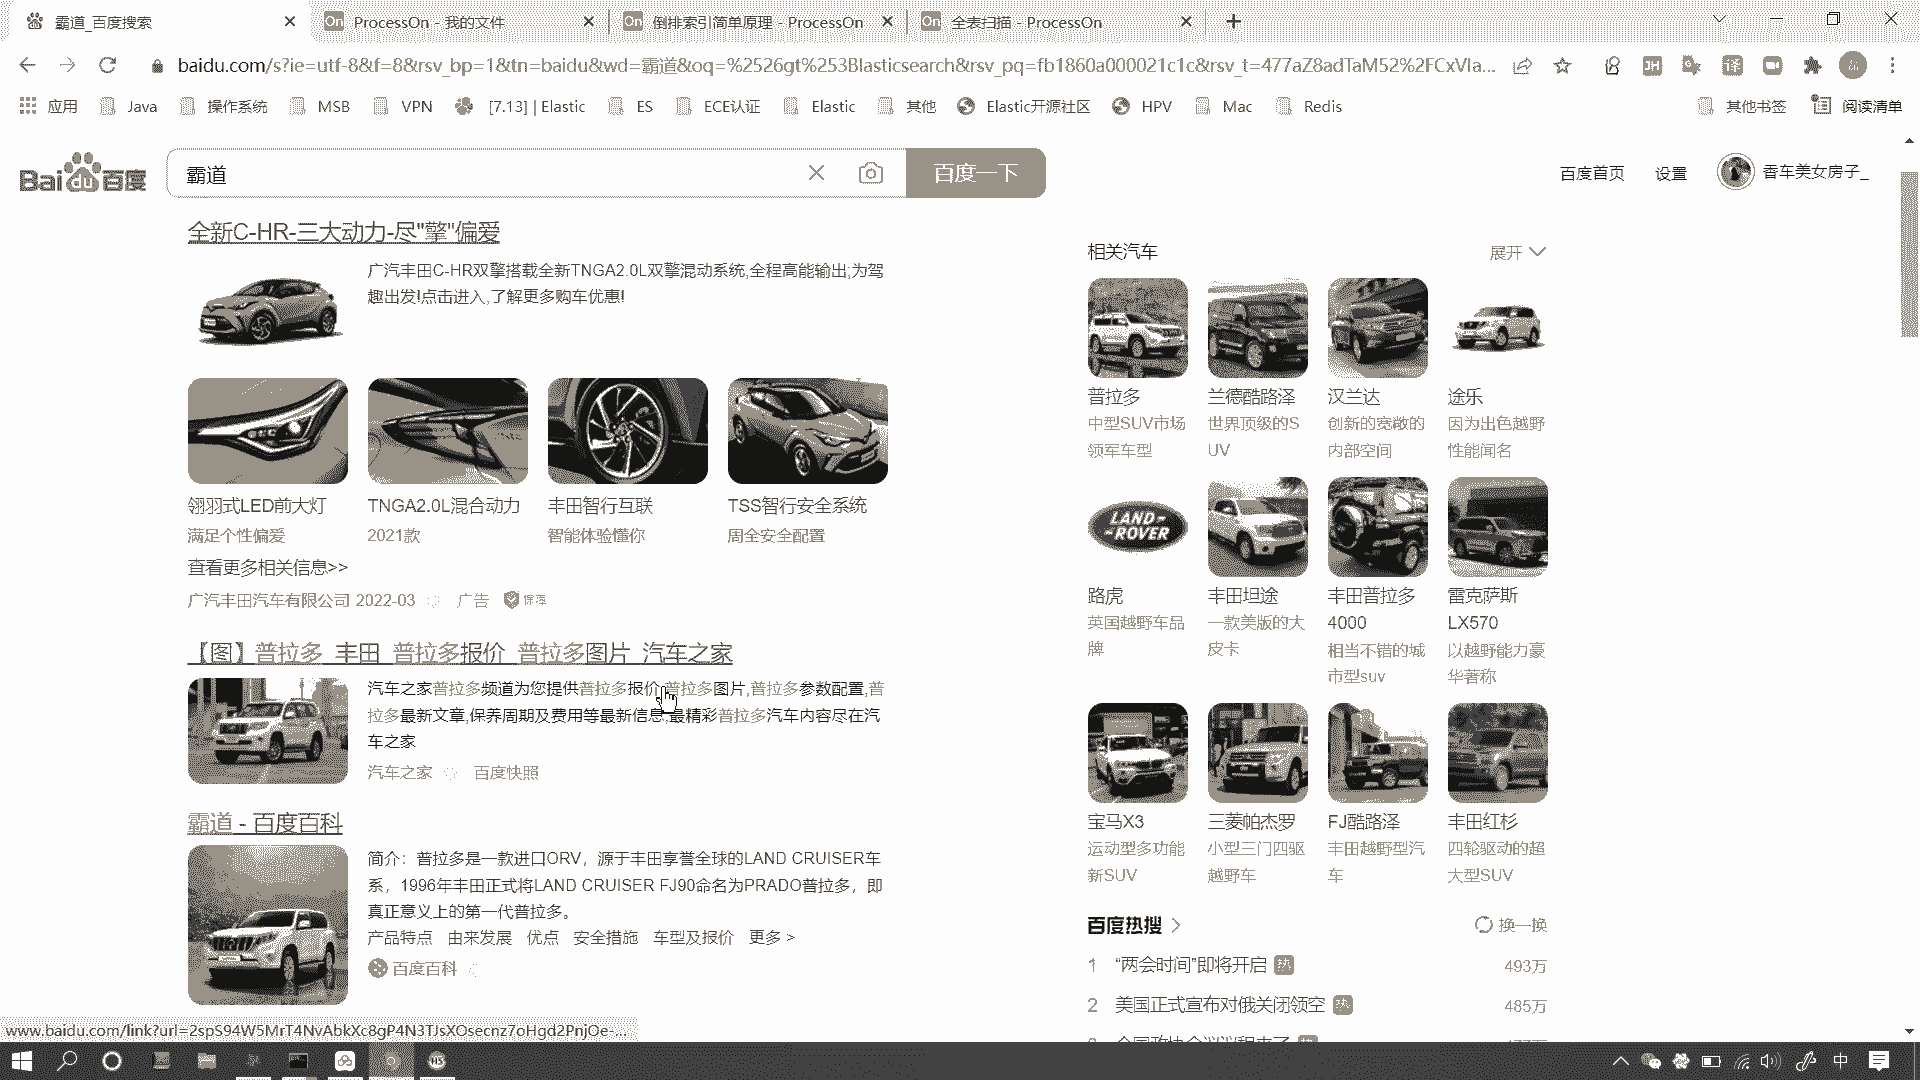 霸道_百度搜索
ProcessOn - 我的文件
倒排索引简单原理 - ProcessOn
全表扫描 - ProcessOn
baidu.com/s?ie=utf-8&f=8&rsv_bp=1&tn=baidu&wd=霸道&oq=%2526gt%253Blasticsearch&rsv_pq=fb1860a000021c1c&rsv_t=477aZ8adTaM52%2FCxVla...
应用 Java 操作系统 MSB VPN [7.13] | Elastic ES ECE认证 Elastic 其他 Elastic开源社区 HPV Mac Redis 其他书签 阅读清单
Bai du 百度
霸道
百度一下
百度首页 设置 香车美女房子_
全新C-HR-三大动力-尽"擎"偏爱
广汽丰田C-HR双擎搭载全新TNGA2.0L双擎混动系统,全程高能输出;为驾
趣出发!点击进入,了解更多购车优惠!
翎羽式LED前大灯 TNGA2.0L混合动力 丰田智行互联 TSS智行安全系统
满足个性偏爱 2021款 智能体验懂你 周全安全配置
查看更多相关信息>>
广汽丰田汽车有限公司 2022-03 广告 保障
【图】普拉多_丰田_普拉多报价_普拉多图片_汽车之家
汽车之家普拉多频道为您提供普拉多报价,普拉多图片,普拉多参数配置,普
拉多最新文章,保养周期及费用等最新信息,最精彩普拉多汽车内容尽在汽
车之家
汽车之家 百度快照
霸道 - 百度百科
简介：普拉多是一款进口ORV，源于丰田享誉全球的LAND CRUISER车
系，1996年丰田正式将LAND CRUISER FJ90命名为PRADO普拉多，即
真正意义上的第一代普拉多。
产品特点 由来发展 优点 安全措施 车型及报价 更多 >
百度百科
相关汽车 展开
普拉多 兰德酷路泽 汉兰达 途乐
中型SUV市场 世界顶级的S 创新的宽敞的 因为出色越野
领军车型 UV 内部空间 性能闻名
LAND-
-ROVER
路虎 丰田坦途 丰田普拉多 雷克萨斯
4000 LX570
英国越野车品 一款美版的大
牌 皮卡
相当不错的城 以越野能力豪
市型suv 华著称
宝马X3 三菱帕杰罗 FJ酷路泽 丰田红杉
运动型多功能 小型三门四驱 丰田越野型汽 四轮驱动的超
新SUV 越野车 车 大型SUV
百度热搜 换一换
1 “两会时间”即将开启 热 493万
2 美国正式宣布对俄关闭领空 热 485万
www.baidu.com/link?url=2spS94W5MrT4NvAbkXc8gP4N3TJsXOsecnz7oHgd2PnjOe-...
中